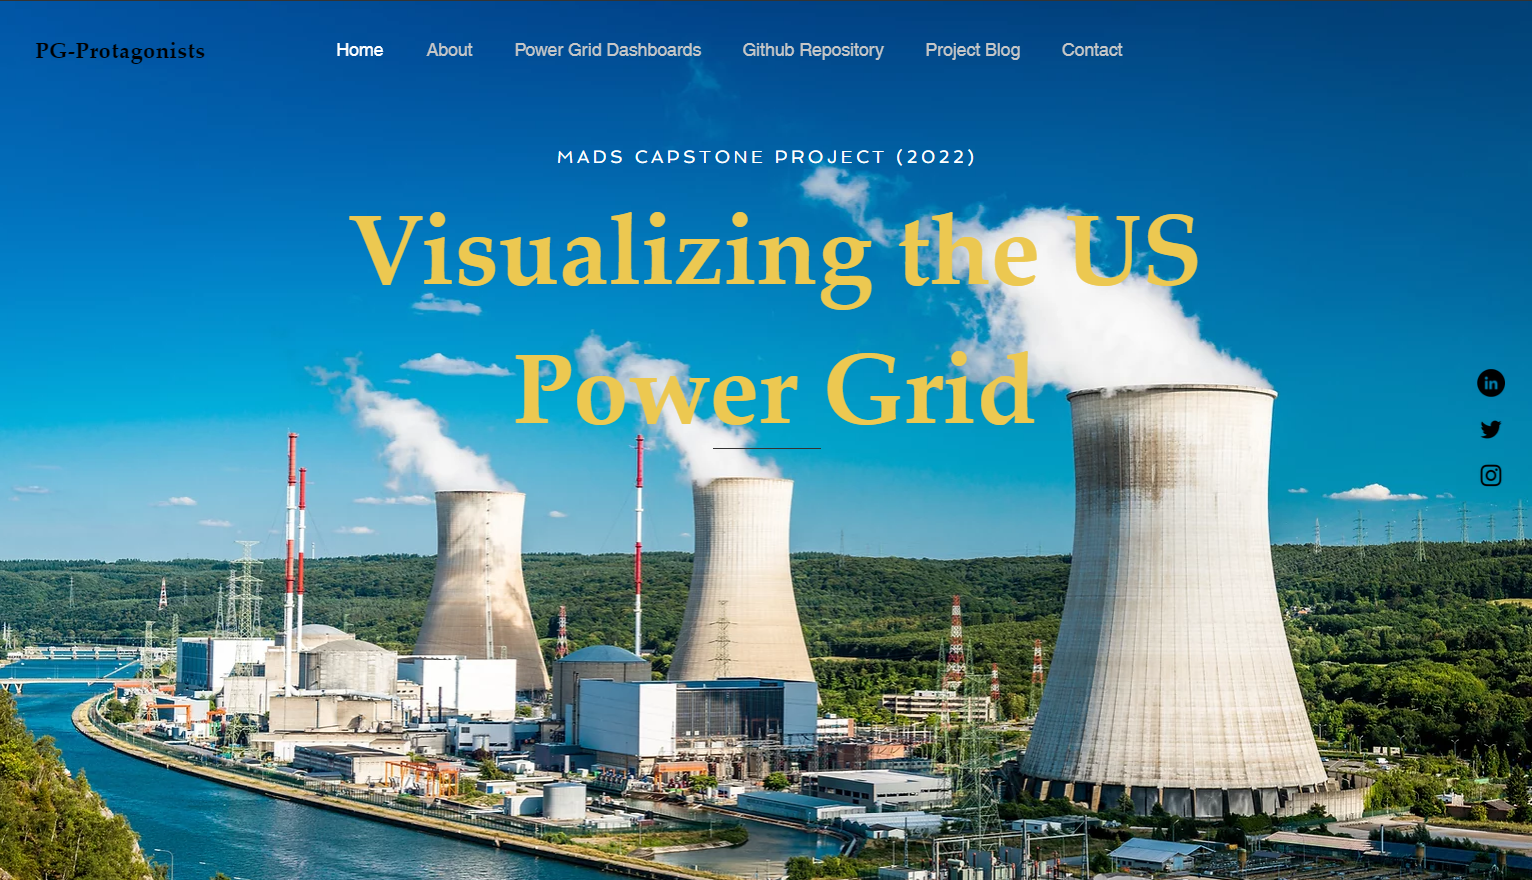 PG-Protagonists
Home About Power Grid Dashboards Github Repository Project Blog Contact
MADS CAPSTONE PROJECT (2022)
Visualizing the US
Power Grid
in